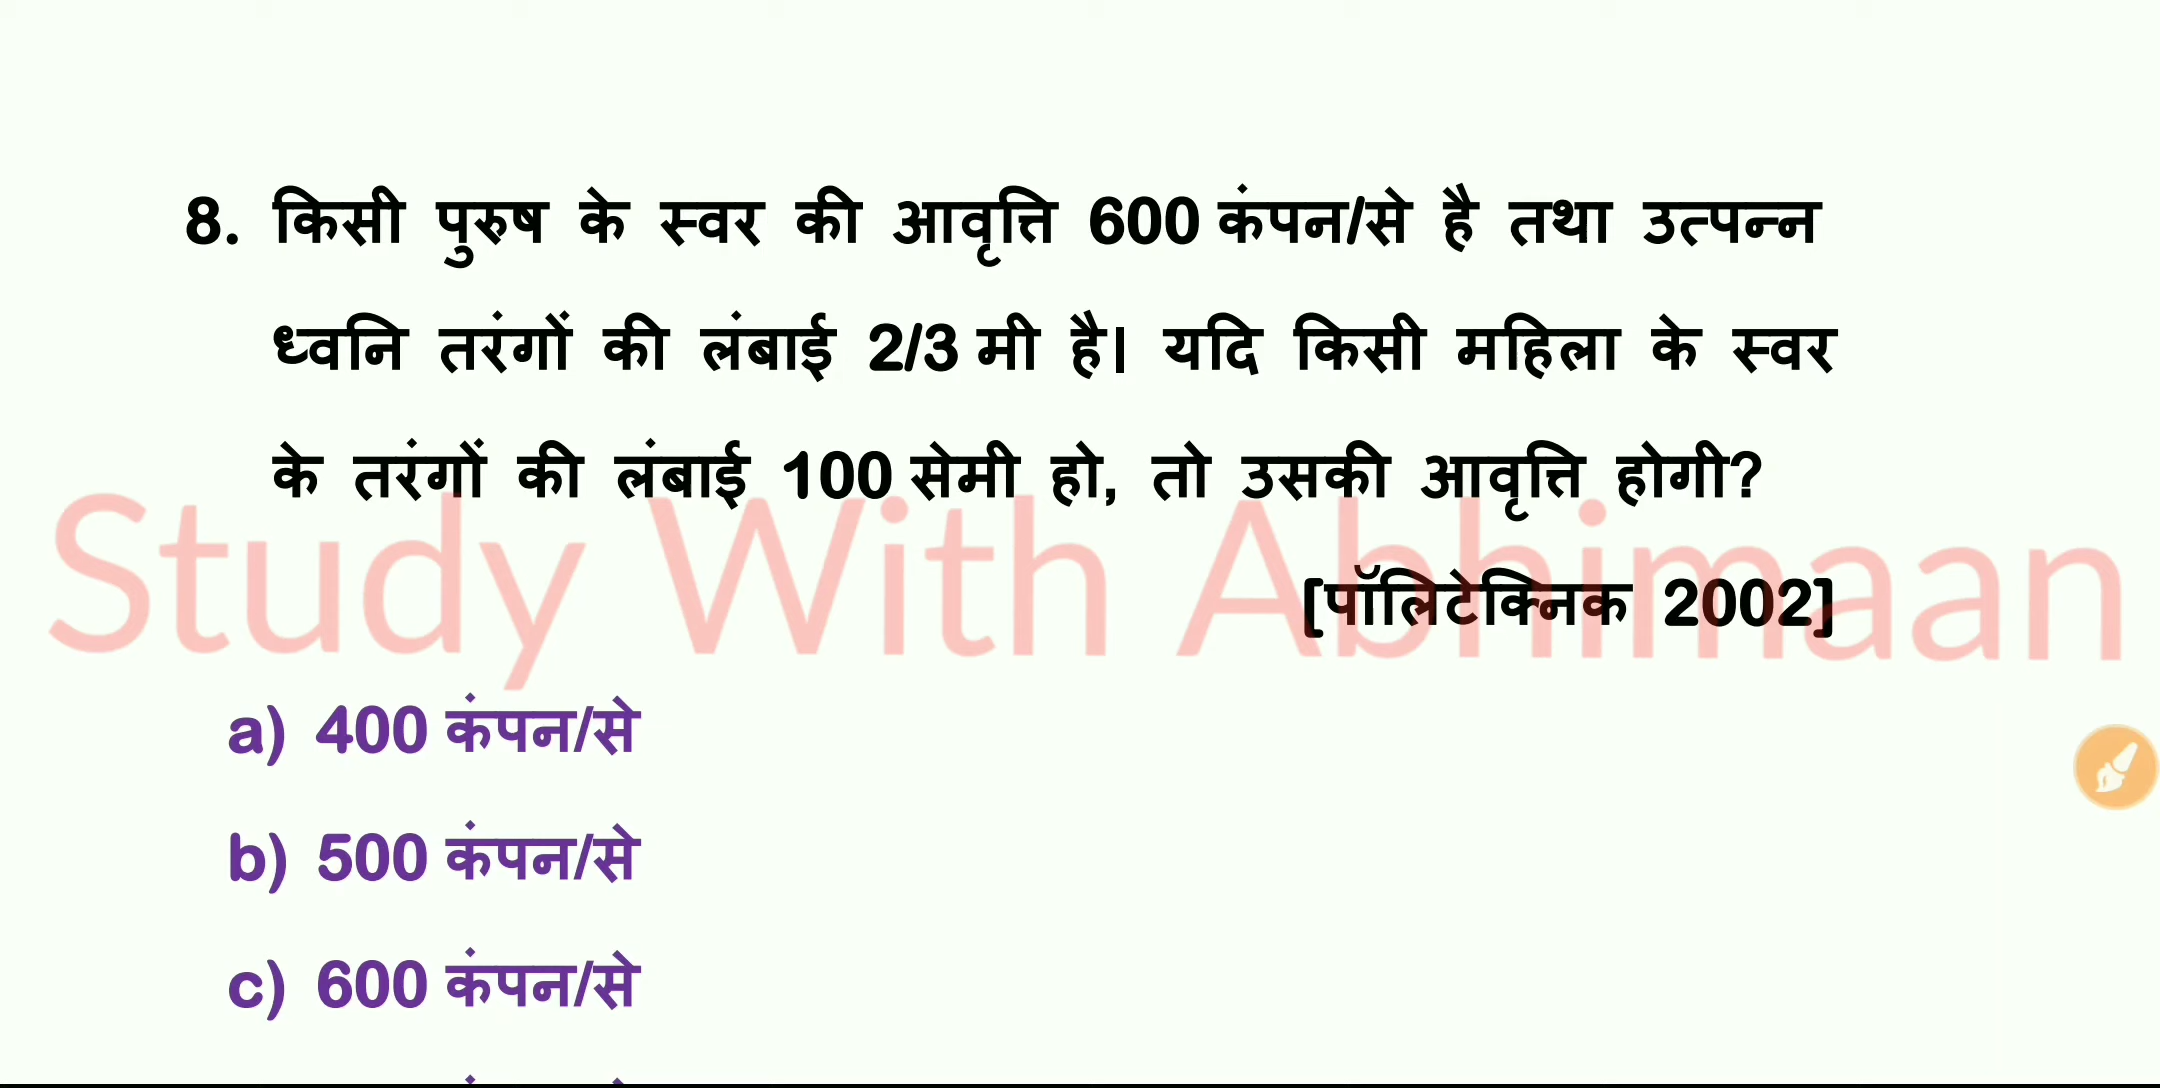 8. किसी पुरुष के स्वर की आवृत्ति 600 कंपन/से है तथा उत्पन्न
ध्वनि तरंगों की लंबाई 2/3 मी है। यदि किसी महिला के स्वर
के तरंगों की लंबाई 100 सेमी हो, तो उसकी आवृत्ति होगी?
Study With Abhimaan
[पॉलिटेक्निक 2002]
a) 400 कंपन/से
b) 500 कंपन/से
c) 600 कंपन/से